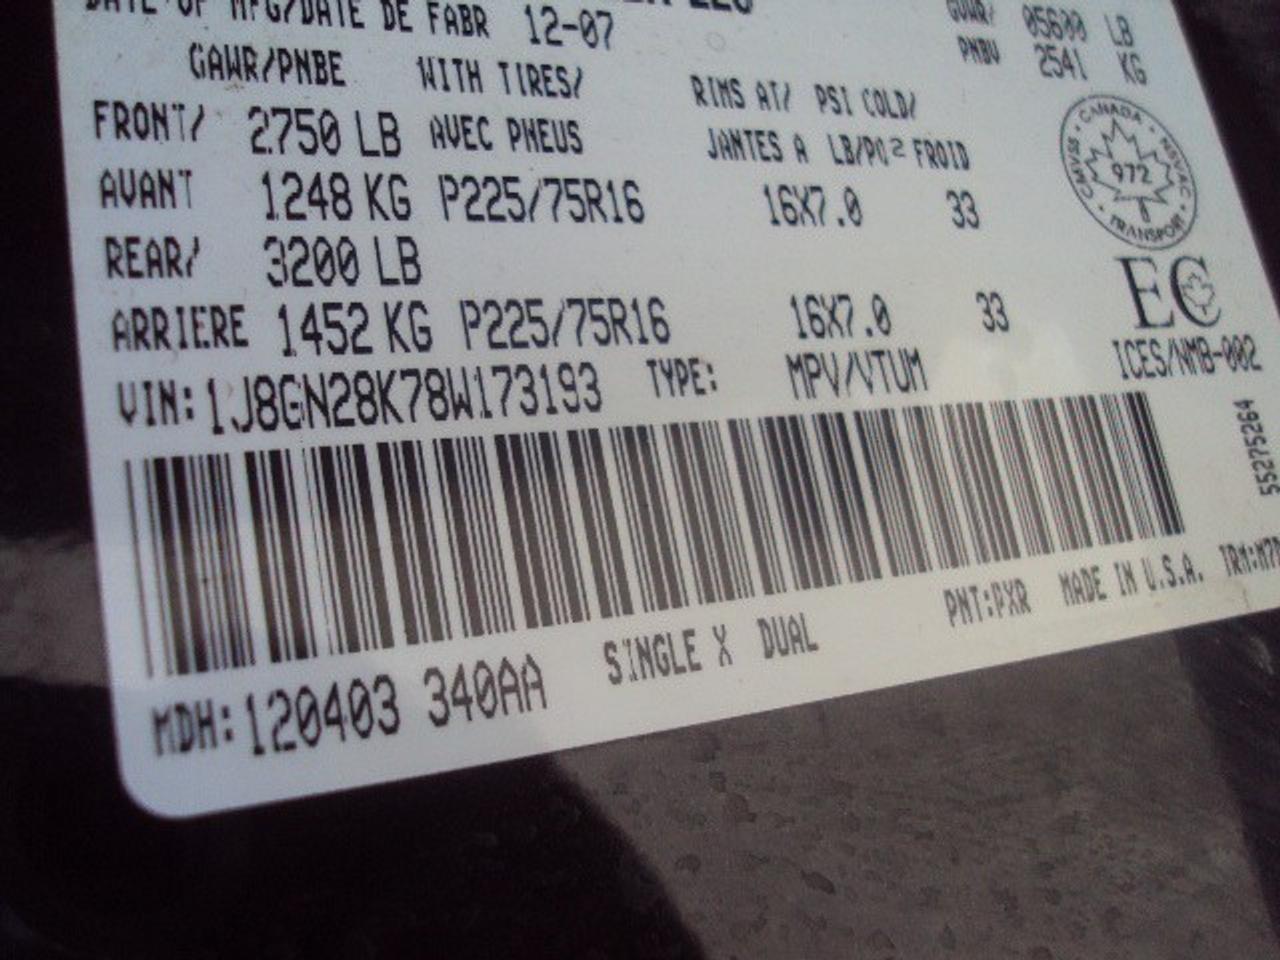 DATE OF MFG/DATE DE FABR 12-07
GVWR/ 05600 LB
PNBV 2541 KG
GAWR/PNBE WITH TIRES/ RIMS AT/ PSI COLD/
FRONT/ 2750 LB AVEC PNEUS JANTES A LB/PO2 FROID
AVANT 1248 KG P225/75R16 16X7.0 33
REAR/ 3200 LB
ARRIERE 1452 KG P225/75R16 16X7.0 33
VIN: 1J8GN28K78W173193 TYPE: MPV/VTUM
CANADA · NSVAC · TRANSPORT · CMVSS
972
EC
ICES/NMB-002
55275264
MDH: 120403 340AA SINGLE X DUAL
PNT:PXR MADE IN U.S.A.